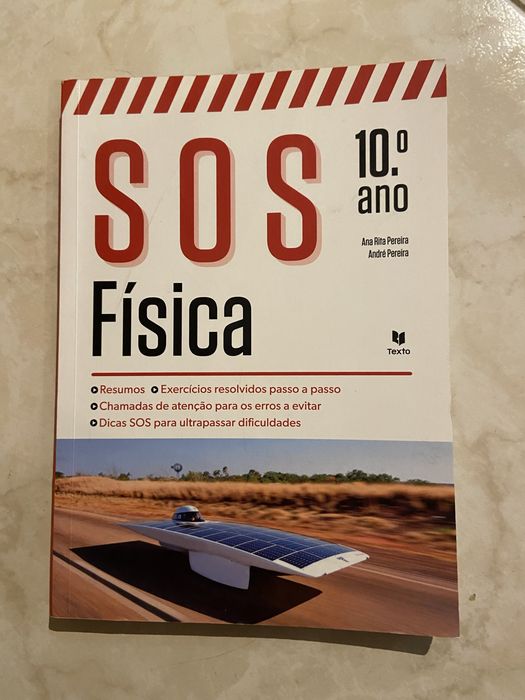 SOS
10.º
ano
Ana Rita Pereira
André Pereira
Física
Texto
Resumos Exercícios resolvidos passo a passo
Chamadas de atenção para os erros a evitar
Dicas SOS para ultrapassar dificuldades